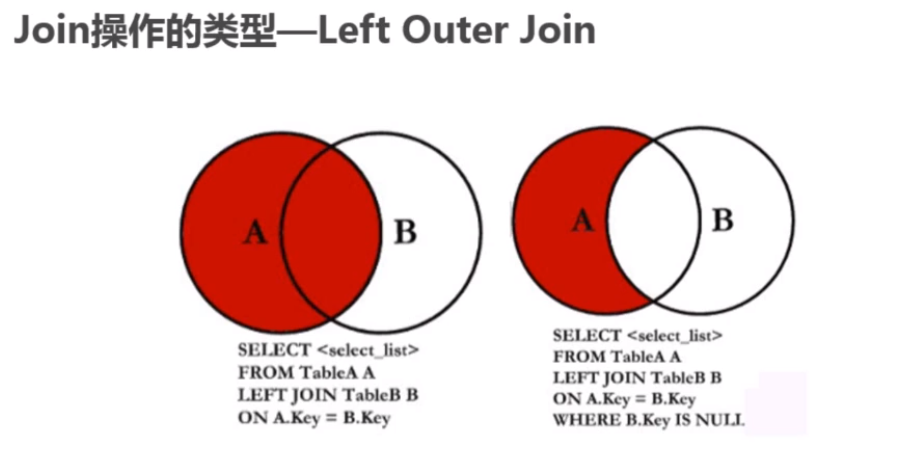 Join操作的类型—Left Outer Join
A
B
SELECT <select_list>
FROM TableA A
LEFT JOIN TableB B
ON A.Key = B.Key
A
B
SELECT <select_list>
FROM TableA A
LEFT JOIN TableB B
ON A.Key = B.Key
WHERE B.Key IS NULL